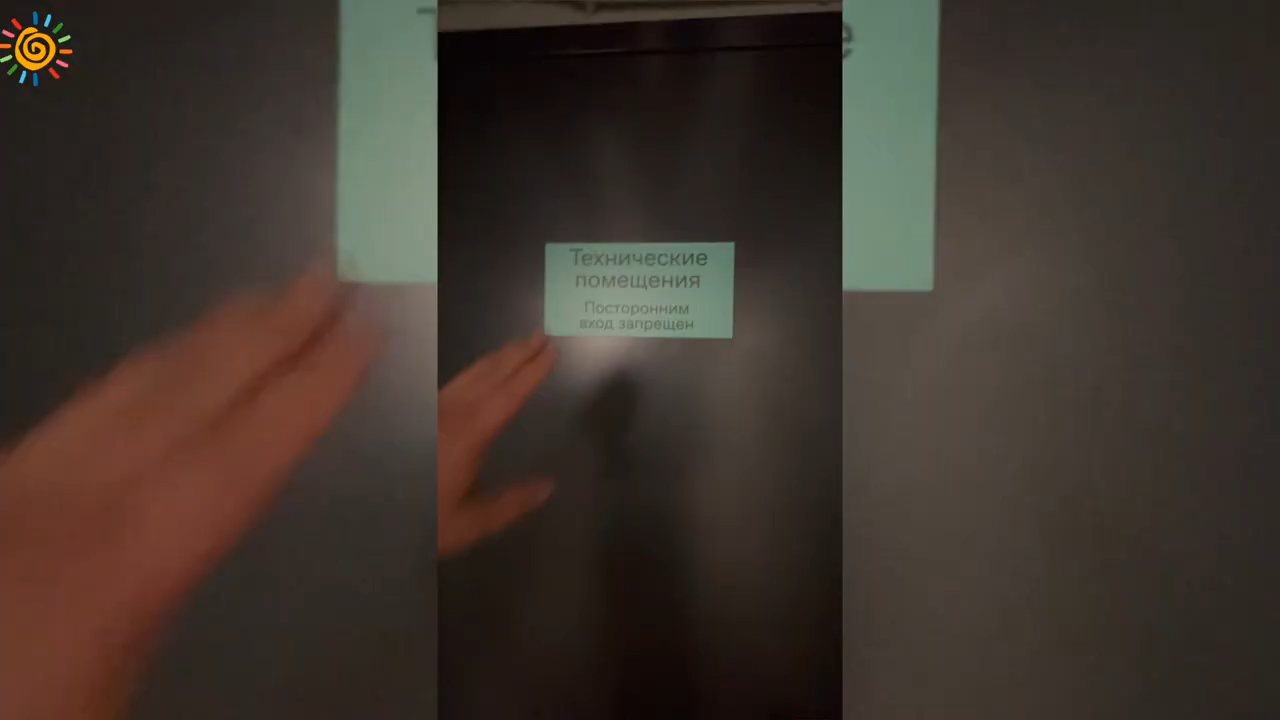 Технические
помещения
Посторонним
вход запрещен